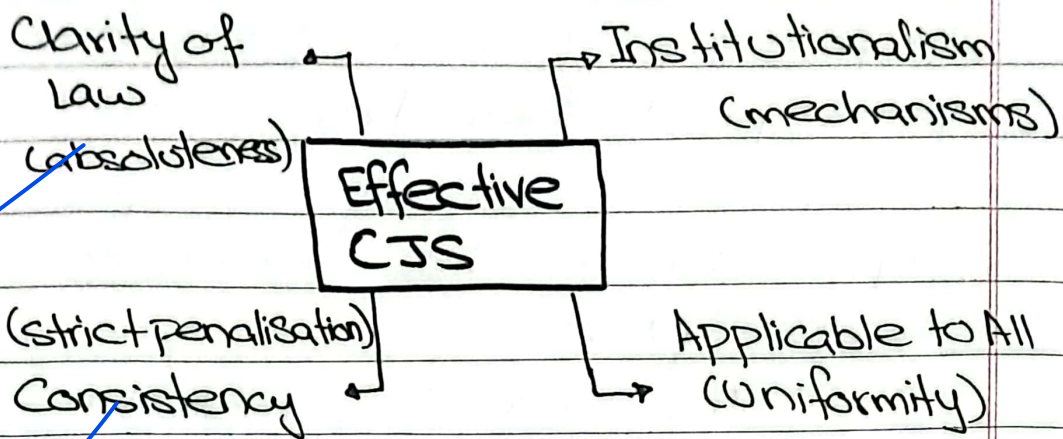 Clarity of
Law
(absoluteness)
Institutionalism
(mechanisms)
Effective
CJS
(strict penalisation)
Consistency
Applicable to All
(Uniformity)